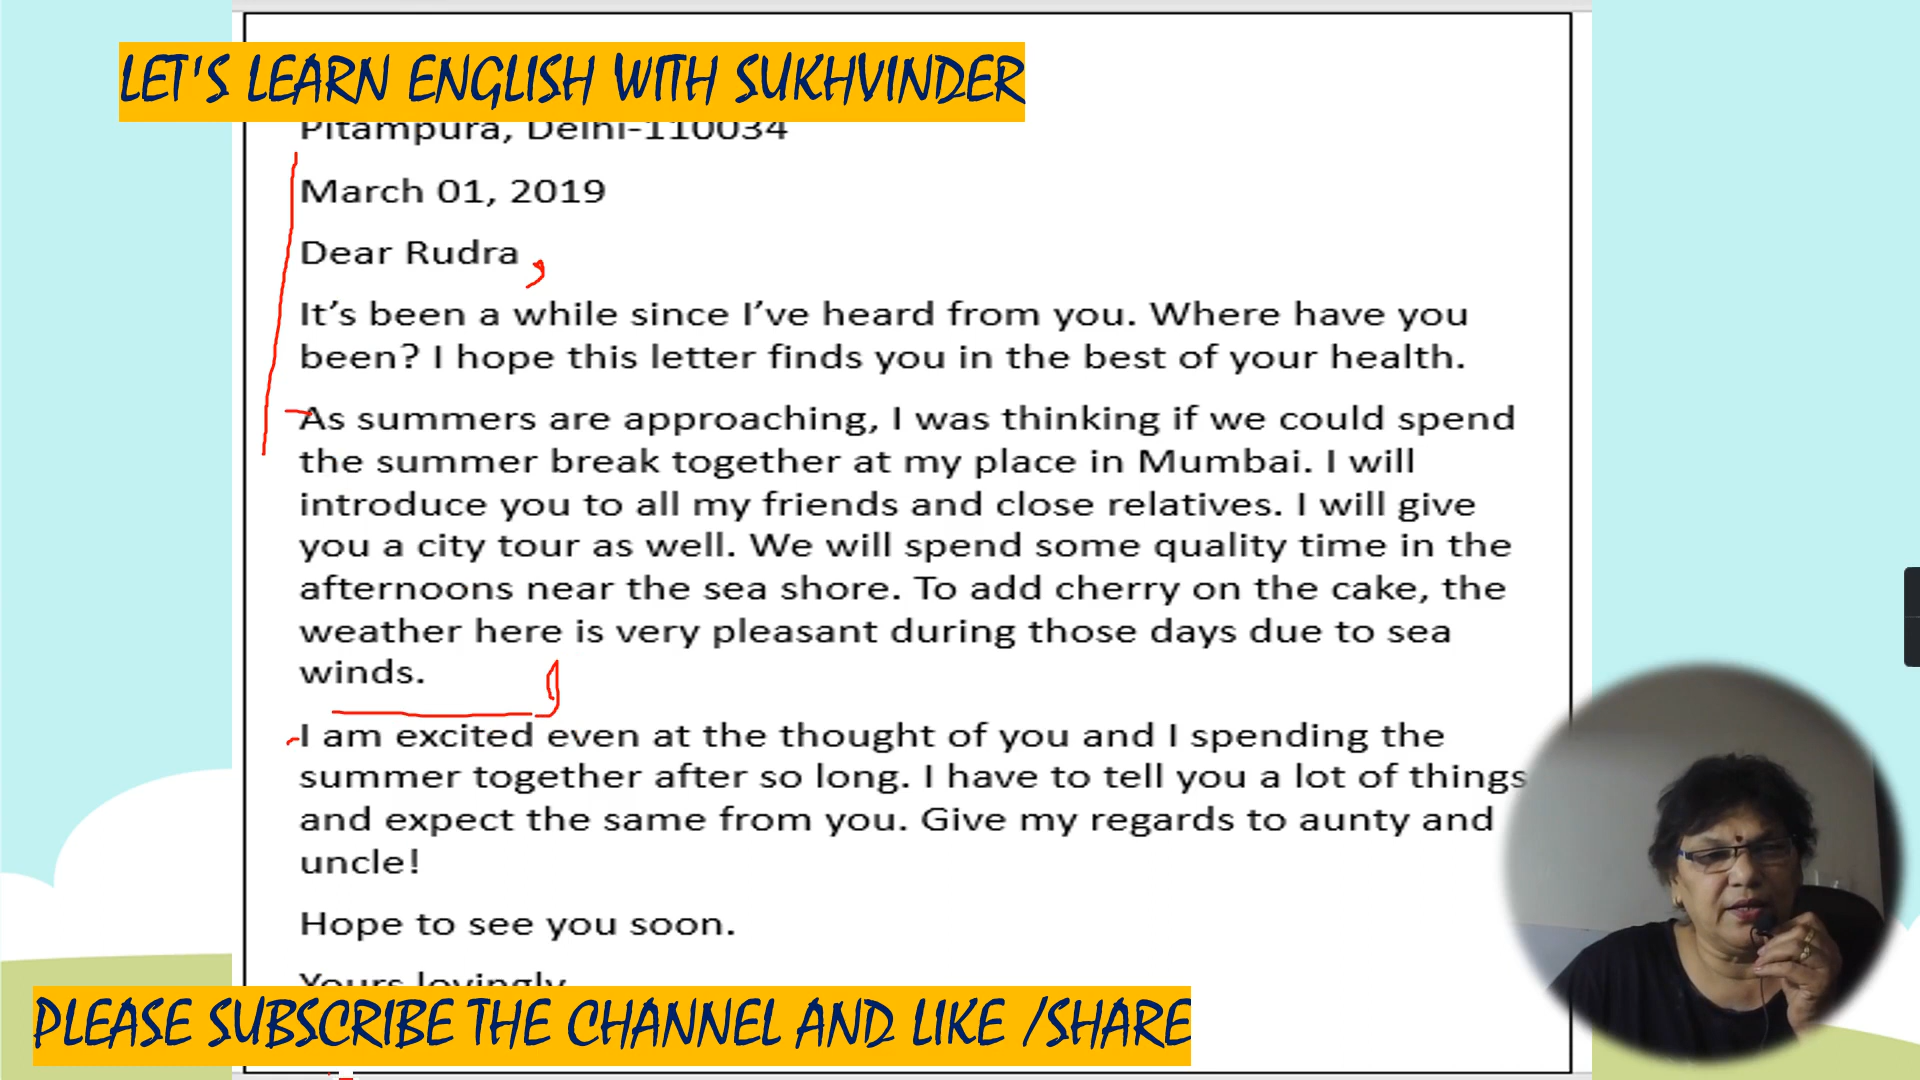 LET'S LEARN ENGLISH WITH SUKHVINDER
Pitampura, Delhi-110034
March 01, 2019
Dear Rudra ,
It’s been a while since I’ve heard from you. Where have you
been? I hope this letter finds you in the best of your health.
As summers are approaching, I was thinking if we could spend
the summer break together at my place in Mumbai. I will
introduce you to all my friends and close relatives. I will give
you a city tour as well. We will spend some quality time in the
afternoons near the sea shore. To add cherry on the cake, the
weather here is very pleasant during those days due to sea
winds.
I am excited even at the thought of you and I spending the
summer together after so long. I have to tell you a lot of things
and expect the same from you. Give my regards to aunty and
uncle!
Hope to see you soon.
Yours lovingly
PLEASE SUBSCRIBE THE CHANNEL AND LIKE /SHARE